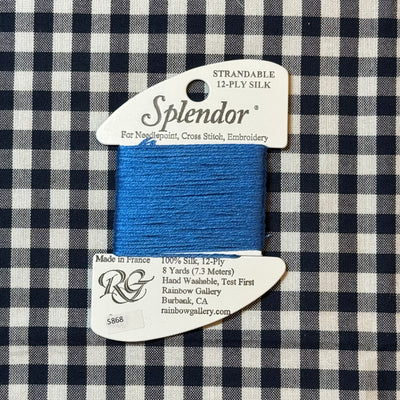 STRANDABLE
12-PLY SILK
Splendor ®
For Needlepoint, Cross Stitch, Embroidery
Made in France
100% Silk, 12-Ply
8 Yards (7.3 Meters)
Hand Washable, Test First
Rainbow Gallery
Burbank, CA
rainbowgallery.com
RG
S868